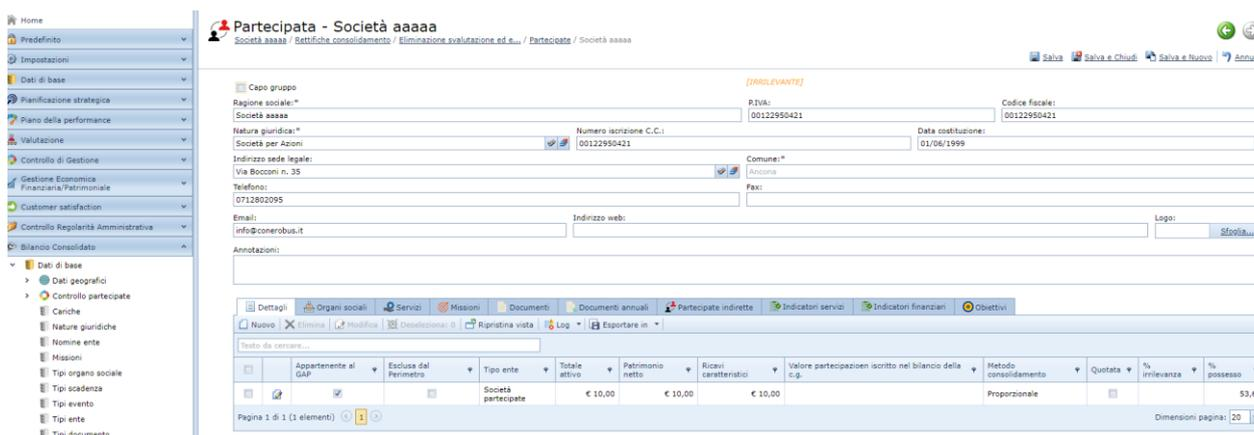 Home
Predefinito
Impostazioni
Dati di base
Pianificazione strategica
Piano della performance
Valutazione
Controllo di Gestione
Gestione Economica
Finanziaria/Patrimoniale
Customer satisfaction
Controllo Regolarità Amministrativa
Bilancio Consolidato
Dati di base
Dati geografici
Controllo partecipate
Cariche
Nature giuridiche
Nomine ente
Missioni
Tipi organo sociale
Tipi scadenza
Tipi evento
Tipi ente
Tipi documento
Partecipata - Società aaaaa
Società aaaaa / Rettifiche consolidamento / Eliminazione svalutazione ed e... / Partecipate / Società aaaaa
Salva Salva e Chiudi Salva e Nuovo Annu
Capo gruppo [IRRILEVANTE]
Ragione sociale:* P.IVA: Codice fiscale:
Società aaaaa 00122950421 00122950421
Natura giuridica:* Numero iscrizione C.C.: Data costituzione:
Società per Azioni 00122950421 01/06/1999
Indirizzo sede legale: Comune:*
Via Bocconi n. 35 Ancona
Telefono: Fax:
0712802095
Email: Indirizzo web: Logo:
info@conerobus.it Sfoglia...
Annotazioni:
Dettagli Organi sociali Servizi Missioni Documenti Documenti annuali Partecipate indirette Indicatori servizi Indicatori finanziari Obiettivi
Nuovo Elimina Modifica Deseleziona: 0 Ripristina vista Log Esportare in
Testo da cercare...
Appartenente al GAP Esclusa dal Perimetro Tipo ente Totale attivo Patrimonio netto Ricavi caratteristici Valore partecipazioen iscritto nel bilancio della c.g. Metodo consolidamento Quotata % irrilevanza % possesso
Società partecipate € 10,00 € 10,00 € 10,00 Proporzionale 53,6
Pagina 1 di 1 (1 elementi) 1 Dimensioni pagina: 20